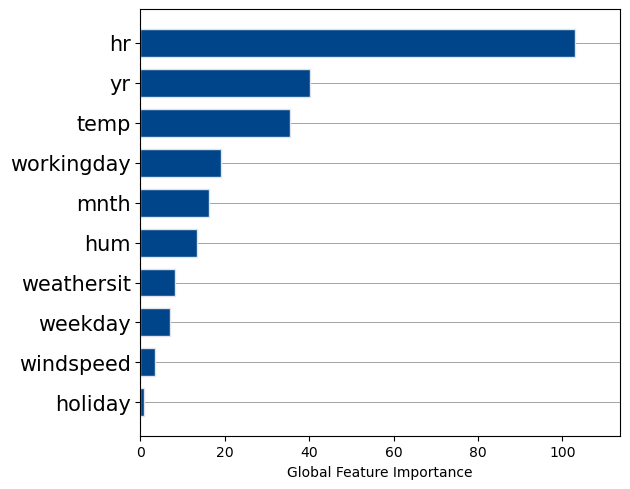 hr
yr
temp
workingday
mnth
hum
weathersit
weekday
windspeed
holiday
0 20 40 60 80 100
Global Feature Importance